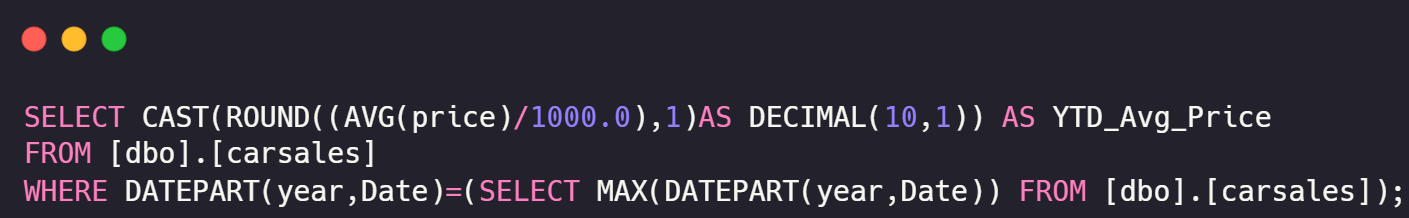 SELECT CAST(ROUND((AVG(price)/1000.0),1)AS DECIMAL(10,1)) AS YTD_Avg_Price
FROM [dbo].[carsales]
WHERE DATEPART(year,Date)=(SELECT MAX(DATEPART(year,Date)) FROM [dbo].[carsales]);